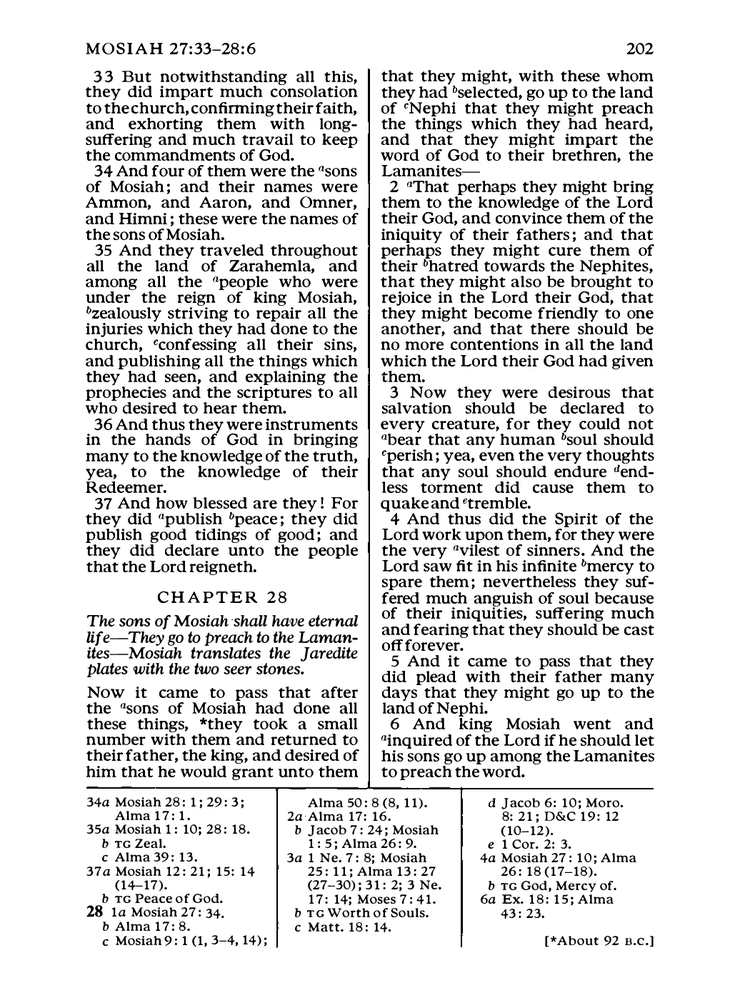 MOSIAH 27:33–28:6
202
33 But notwithstanding all this,
they did impart much consolation
to the church, confirming their faith,
and exhorting them with long-
suffering and much travail to keep
the commandments of God.
34 And four of them were the asons
of Mosiah; and their names were
Ammon, and Aaron, and Omner,
and Himni; these were the names of
the sons of Mosiah.
35 And they traveled throughout
all the land of Zarahemla, and
among all the apeople who were
under the reign of king Mosiah,
bzealously striving to repair all the
injuries which they had done to the
church, cconfessing all their sins,
and publishing all the things which
they had seen, and explaining the
prophecies and the scriptures to all
who desired to hear them.
36 And thus they were instruments
in the hands of God in bringing
many to the knowledge of the truth,
yea, to the knowledge of their
Redeemer.
37 And how blessed are they! For
they did apublish bpeace; they did
publish good tidings of good; and
they did declare unto the people
that the Lord reigneth.
CHAPTER 28
The sons of Mosiah shall have eternal
life—They go to preach to the Laman-
ites—Mosiah translates the Jaredite
plates with the two seer stones.
Now it came to pass that after
the asons of Mosiah had done all
these things, *they took a small
number with them and returned to
their father, the king, and desired of
him that he would grant unto them
that they might, with these whom
they had bselected, go up to the land
of cNephi that they might preach
the things which they had heard,
and that they might impart the
word of God to their brethren, the
Lamanites—
2 aThat perhaps they might bring
them to the knowledge of the Lord
their God, and convince them of the
iniquity of their fathers; and that
perhaps they might cure them of
their bhatred towards the Nephites,
that they might also be brought to
rejoice in the Lord their God, that
they might become friendly to one
another, and that there should be
no more contentions in all the land
which the Lord their God had given
them.
3 Now they were desirous that
salvation should be declared to
every creature, for they could not
abear that any human bsoul should
cperish; yea, even the very thoughts
that any soul should endure dend-
less torment did cause them to
quake and etremble.
4 And thus did the Spirit of the
Lord work upon them, for they were
the very avilest of sinners. And the
Lord saw fit in his infinite bmercy to
spare them; nevertheless they suf-
fered much anguish of soul because
of their iniquities, suffering much
and fearing that they should be cast
off forever.
5 And it came to pass that they
did plead with their father many
days that they might go up to the
land of Nephi.
6 And king Mosiah went and
ainquired of the Lord if he should let
his sons go up among the Lamanites
to preach the word.
34a Mosiah 28: 1; 29: 3;
Alma 17: 1.
35a Mosiah 1: 10; 28: 18.
b TG Zeal.
c Alma 39: 13.
37a Mosiah 12: 21; 15: 14
(14–17).
b TG Peace of God.
28 1a Mosiah 27: 34.
b Alma 17: 8.
c Mosiah 9: 1 (1, 3–4, 14);
Alma 50: 8 (8, 11).
2a Alma 17: 16.
b Jacob 7: 24; Mosiah
1: 5; Alma 26: 9.
3a 1 Ne. 7: 8; Mosiah
25: 11; Alma 13: 27
(27–30); 31: 2; 3 Ne.
17: 14; Moses 7: 41.
b TG Worth of Souls.
c Matt. 18: 14.
d Jacob 6: 10; Moro.
8: 21; D&C 19: 12
(10–12).
e 1 Cor. 2: 3.
4a Mosiah 27: 10; Alma
26: 18 (17–18).
b TG God, Mercy of.
6a Ex. 18: 15; Alma
43: 23.
[*About 92 B.C.]